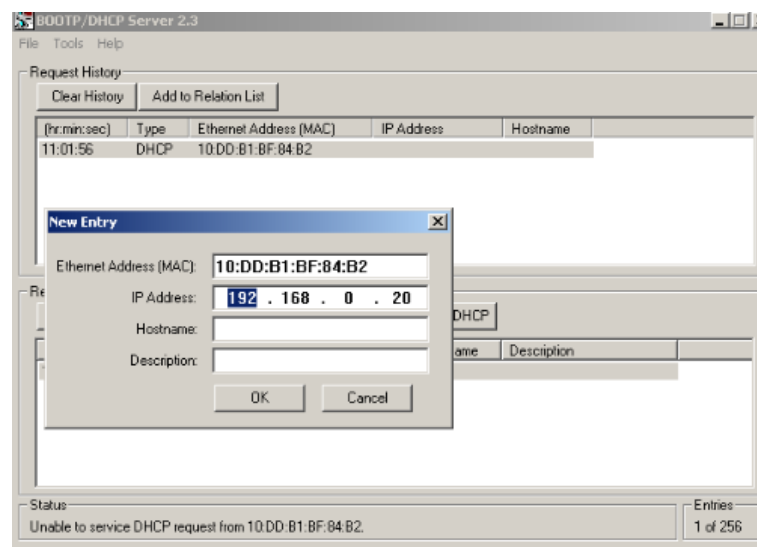 BOOTP/DHCP Server 2.3
File Tools Help
Request History
Clear History Add to Relation List
(hr:min:sec) Type Ethernet Address (MAC) IP Address Hostname
11:01:56 DHCP 10:DD:B1:BF:84:B2
New Entry
Ethernet Address (MAC): 10:DD:B1:BF:84:B2
IP Address: 192 . 168 . 0 . 20
DHCP
Hostname:
Description
Description:
OK Cancel
Status
Unable to service DHCP request from 10:DD:B1:BF:84:B2.
Entries
1 of 256